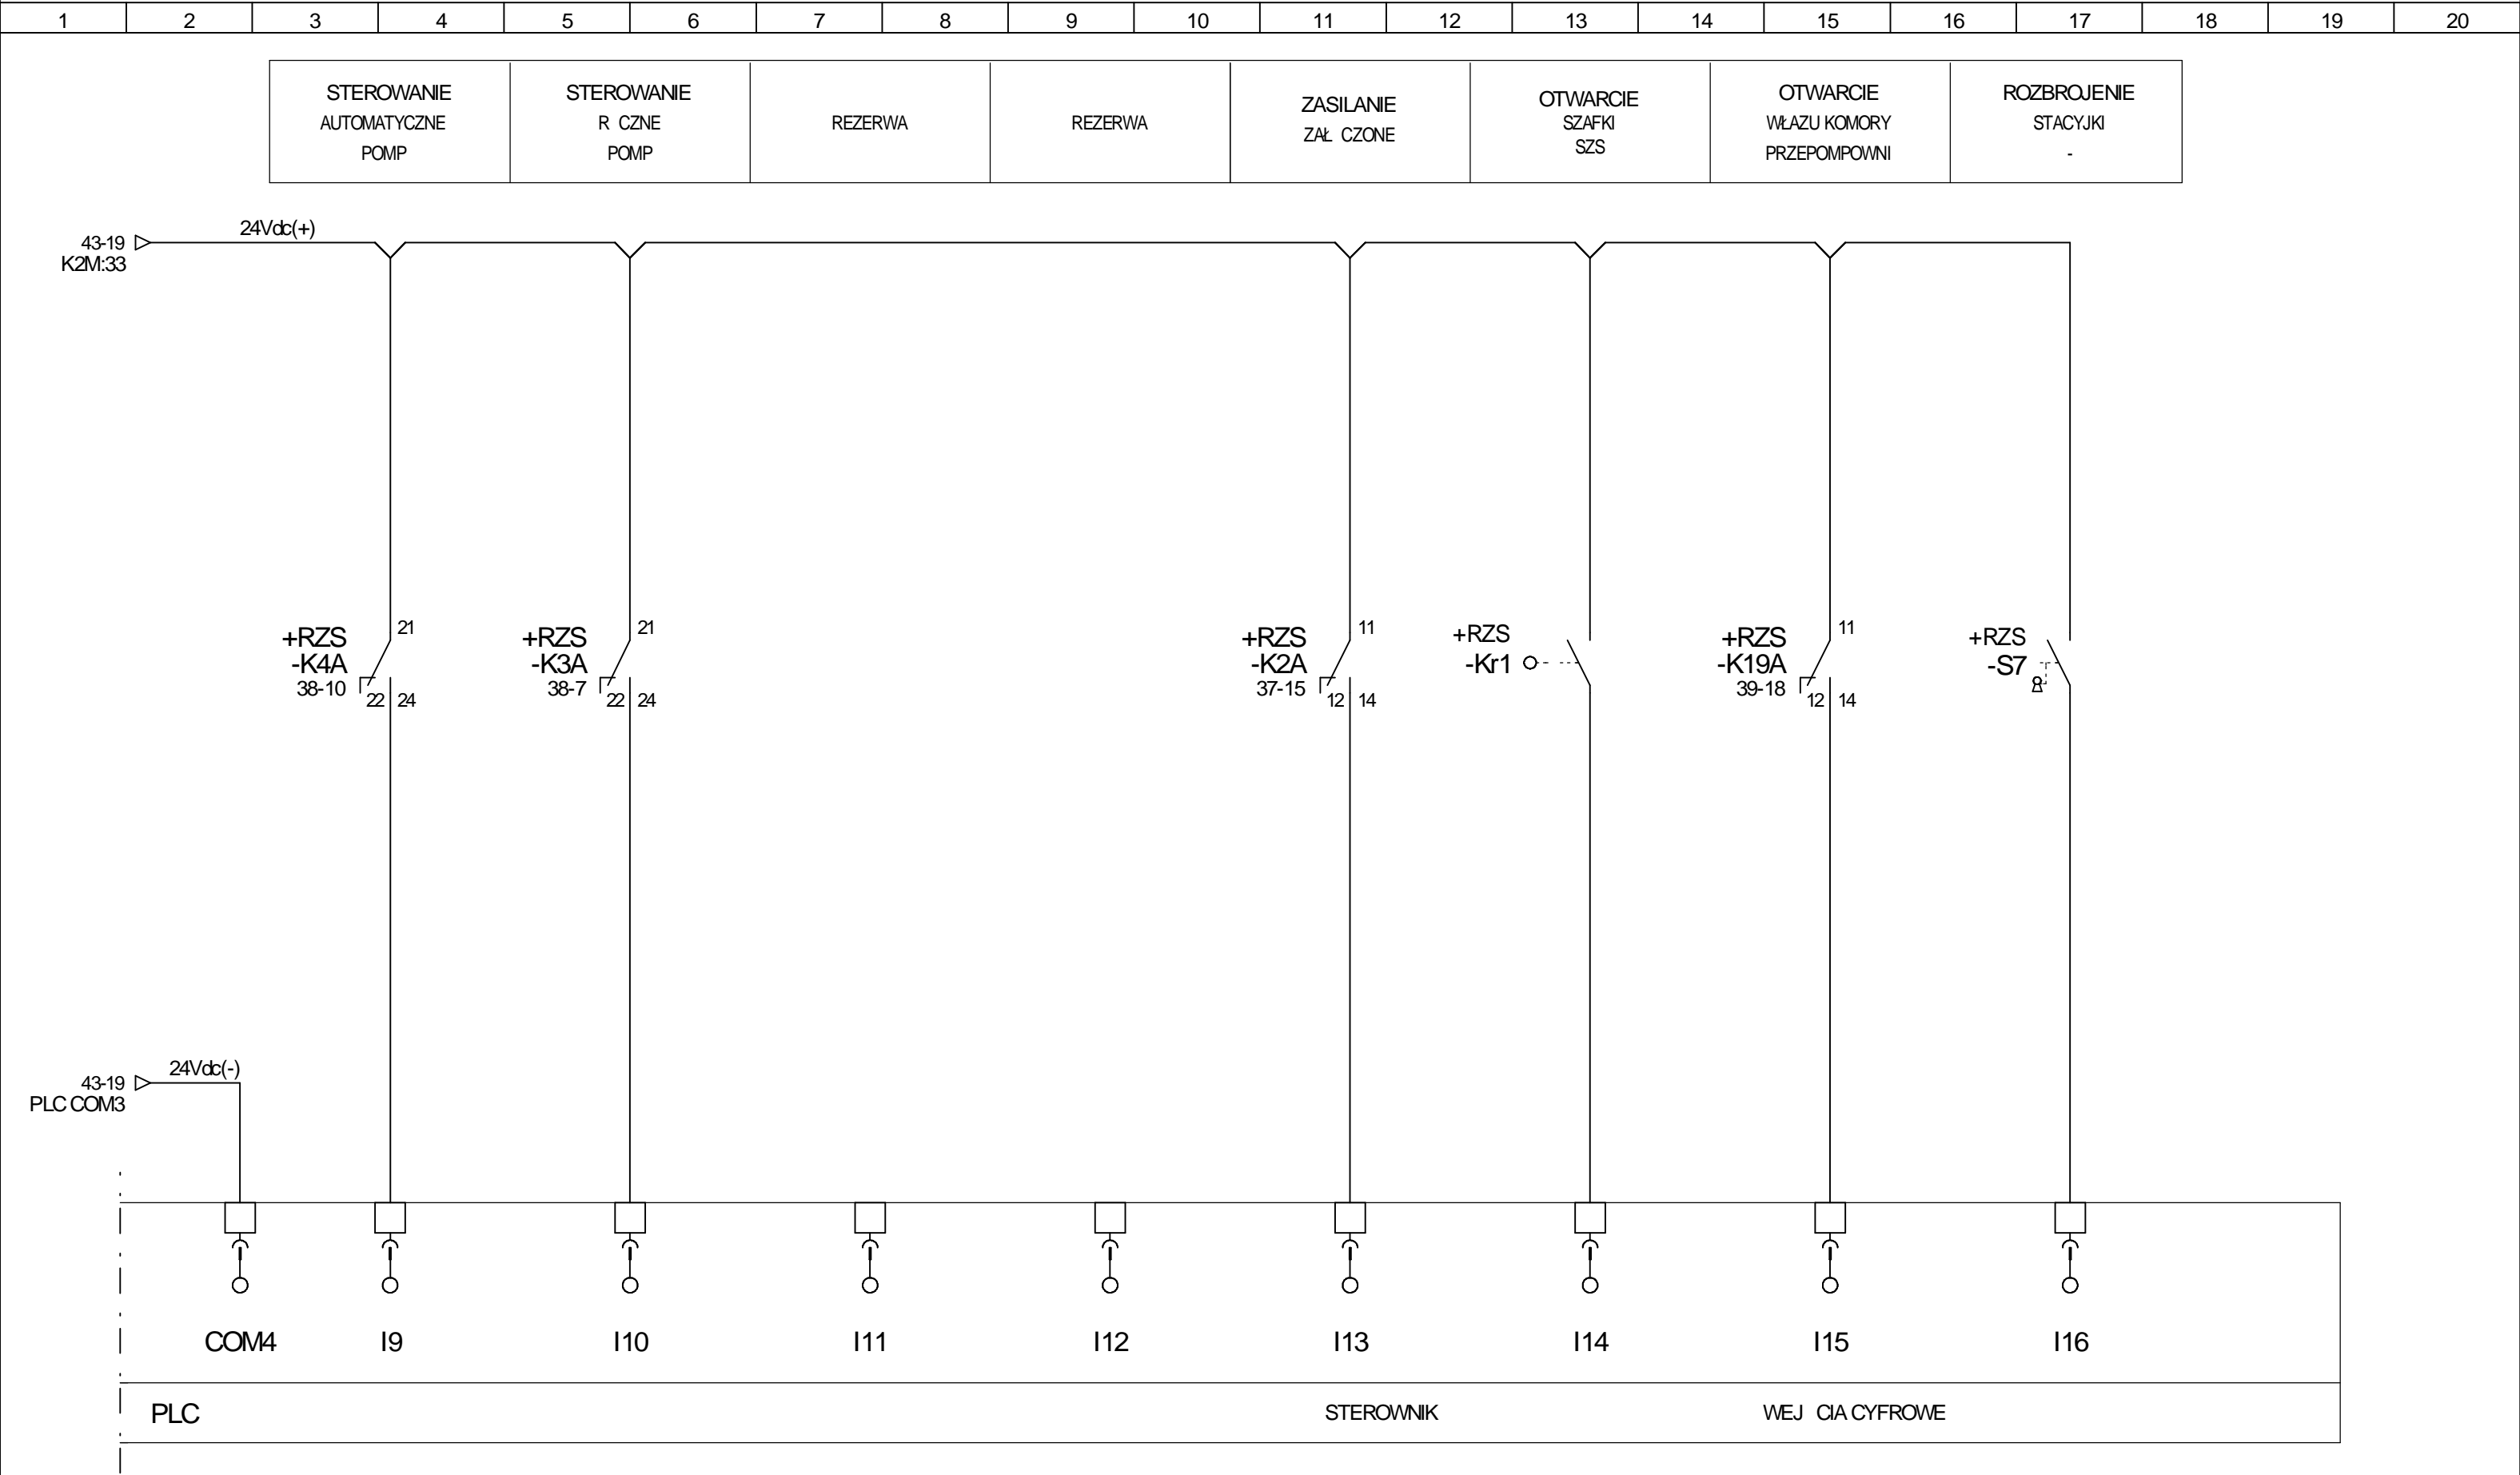 1 2 3 4 5 6 7 8 9 10 11 12 13 14 15 16 17 18 19 20
STEROWANIE
AUTOMATYCZNE
POMP
STEROWANIE
R CZNE
POMP
REZERWA
REZERWA
ZASILANIE
ZAŁ CZONE
OTWARCIE
SZAFKI
SZS
OTWARCIE
WŁAZU KOMORY
PRZEPOMPOWNI
ROZBROJENIE
STACYJKI
-
24Vdc(+)
43-19
K2M:33
+RZS
-K4A
38-10
21
22 24
+RZS
-K3A
38-7
21
22 24
+RZS
-K2A
37-15
11
12 14
+RZS
-Kr1
+RZS
-K19A
39-18
11
12 14
+RZS
-S7
24Vdc(-)
43-19
PLC COM3
COM4 I9 I10 I11 I12 I13 I14 I15 I16
PLC STEROWNIK WEJ CIA CYFROWE